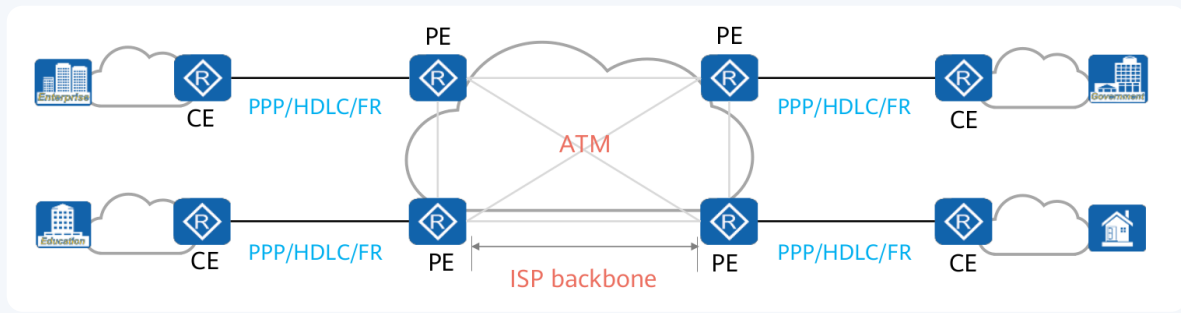 PE
PE
Enterprise
R
R
R
R
Government
CE
PPP/HDLC/FR
PPP/HDLC/FR
CE
ATM
Education
R
R
R
R
CE
PPP/HDLC/FR
PE
PE
PPP/HDLC/FR
CE
ISP backbone